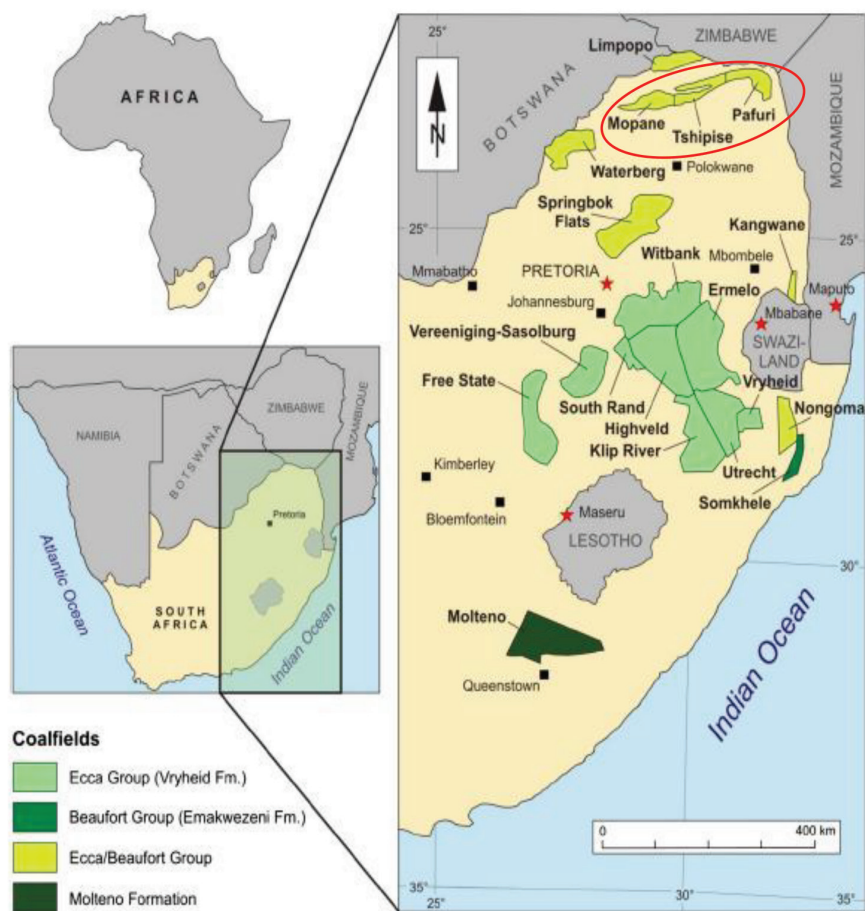 AFRICA
NAMIBIA
BOTSWANA
ZIMBABWE
MOZAMBIQUE
Pretoria
Atlantic Ocean
SOUTH
AFRICA
Indian Ocean
Coalfields
Ecca Group (Vryheid Fm.)
Beaufort Group (Emakwezeni Fm.)
Ecca/Beaufort Group
Molteno Formation
25°
ZIMBABWE
Limpopo
BOTSWANA
N
Mopane
Tshipise
Pafuri
MOZAMBIQUE
Waterberg
Polokwane
Springbok
Flats
25°
25°
Kangwane
Witbank
Mbombele
Mmabatho
PRETORIA
Ermelo
Maputo
Johannesburg
Mbabane
Vereeniging-Sasolburg
SWAZI-
LAND
Free State
Vryheid
South Rand
Nongoma
Highveld
Klip River
Kimberley
Utrecht
Somkhele
Bloemfontein
Maseru
LESOTHO
30°
Molteno
Queenstown
Indian Ocean
0
400 km
35°
25°
30°
35°